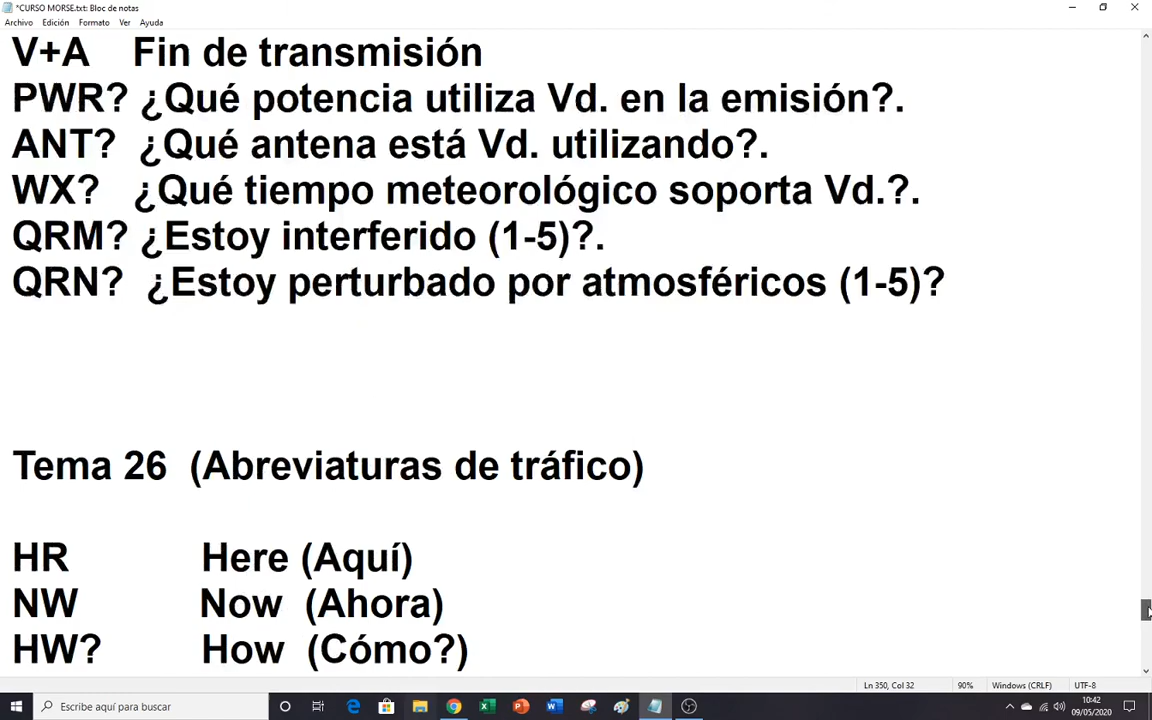 *CURSO MORSE.txt: Bloc de notas
Archivo Edición Formato Ver Ayuda
V+A Fin de transmisión
PWR? ¿Qué potencia utiliza Vd. en la emisión?.
ANT? ¿Qué antena está Vd. utilizando?.
WX? ¿Qué tiempo meteorológico soporta Vd.?.
QRM? ¿Estoy interferido (1-5)?.
QRN? ¿Estoy perturbado por atmosféricos (1-5)?
Tema 26 (Abreviaturas de tráfico)
HR Here (Aquí)
NW Now (Ahora)
HW? How (Cómo?)
Ln 350, Col 32 90% Windows (CRLF) UTF-8
Escribe aquí para buscar
10:42
09/05/2020